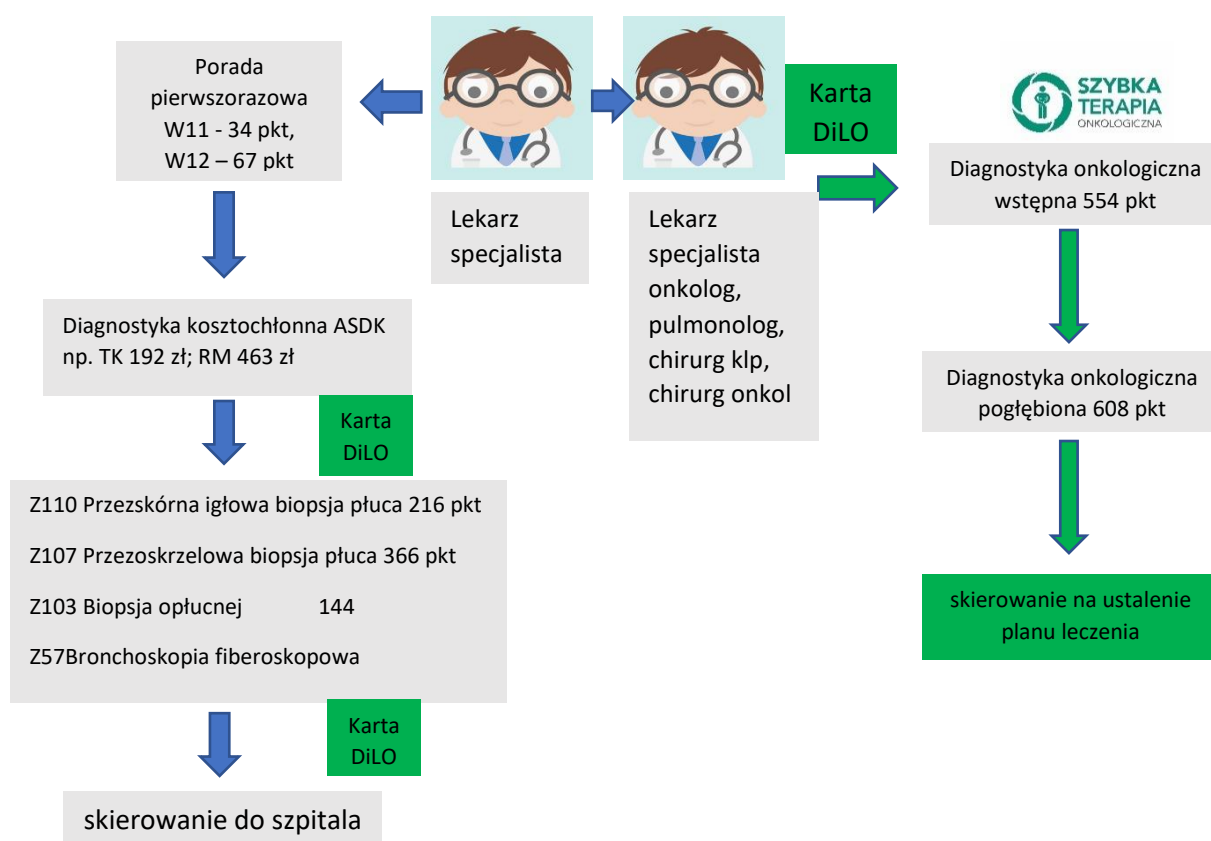 Porada
pierwszorazowa
W11 - 34 pkt,
W12 – 67 pkt
Lekarz
specjalista
Lekarz
specjalista
onkolog,
pulmonolog,
chirurg klp,
chirurg onkol
Karta
DiLO
SZYBKA
TERAPIA
ONKOLOGICZNA
Diagnostyka onkologiczna
wstępna 554 pkt
Diagnostyka onkologiczna
pogłębiona 608 pkt
skierowanie na ustalenie
planu leczenia
Diagnostyka kosztochłonna ASDK
np. TK 192 zł; RM 463 zł
Karta
DiLO
Z110 Przezskórna igłowa biopsja płuca 216 pkt
Z107 Przezoskrzelowa biopsja płuca 366 pkt
Z103 Biopsja opłucnej 144
Z57Bronchoskopia fiberoskopowa
Karta
DiLO
skierowanie do szpitala